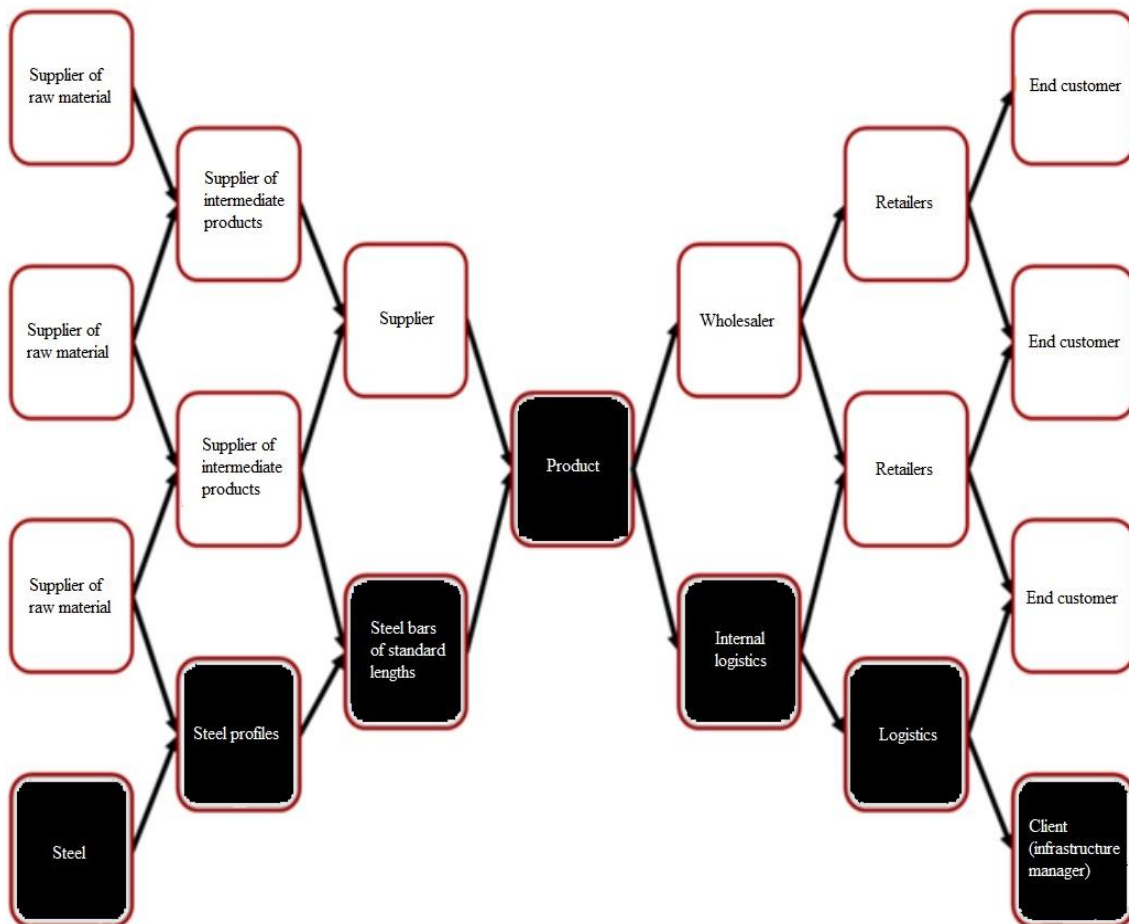 Supplier of
raw material
Supplier of
raw material
Supplier of
raw material
Steel
Supplier of
intermediate
products
Supplier of
intermediate
products
Steel profiles
Supplier
Steel bars
of standard
lengths
Product
Wholesaler
Internal
logistics
Retailers
Retailers
Logistics
End customer
End customer
End customer
Client
(infrastructure
manager)